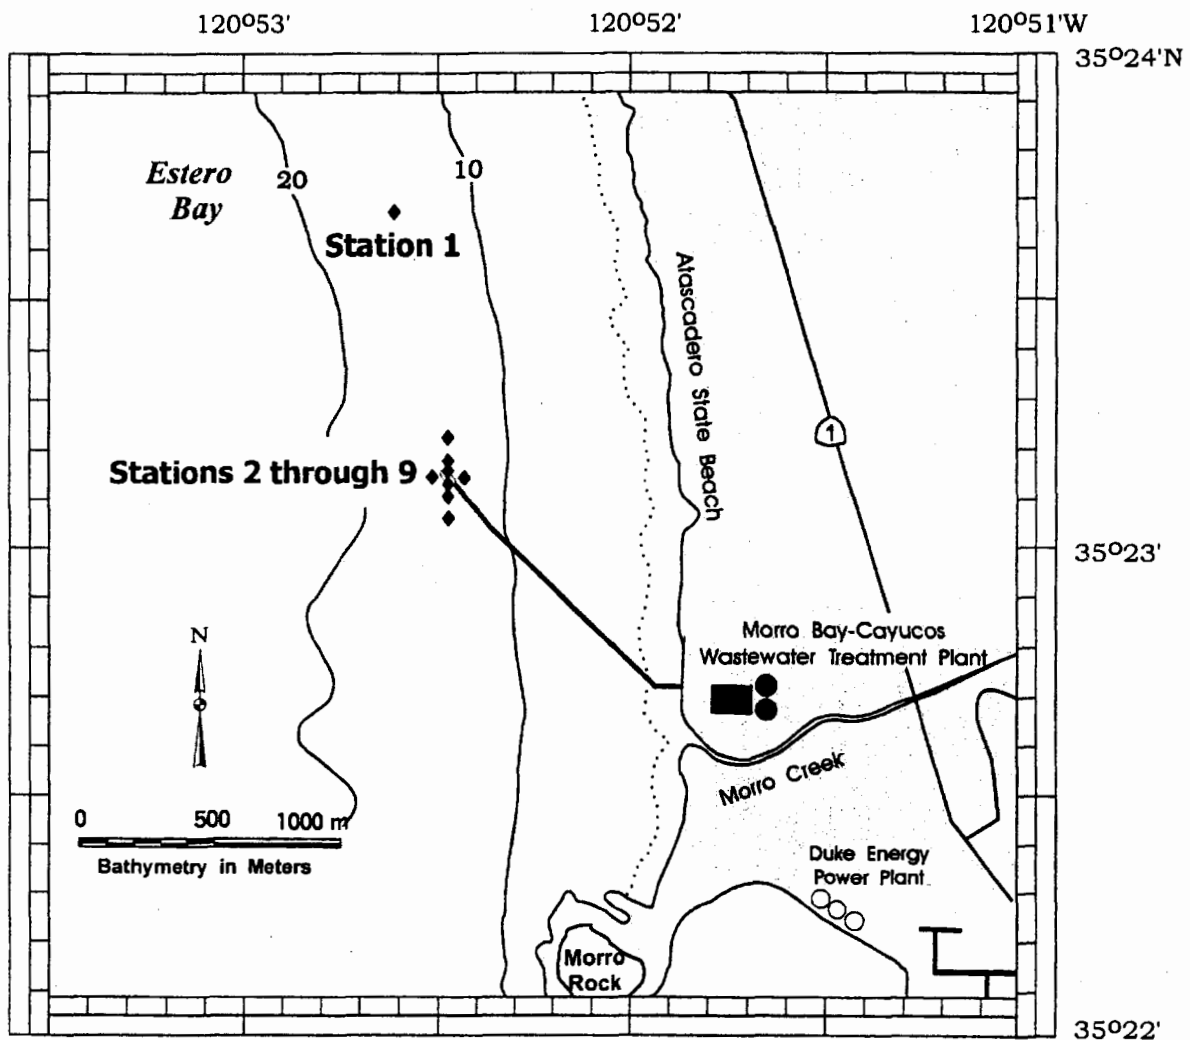 120°53'
120°52'
120°51'W
35°24'N
Estero
Bay
20
10
Station 1
Atascadero State Beach
1
Stations 2 through 9
35°23'
Morro Bay-Cayucos
Wastewater Treatment Plant
N
Morro Creek
0 500 1000 m
Bathymetry in Meters
Duke Energy
Power Plant
Morro
Rock
35°22'